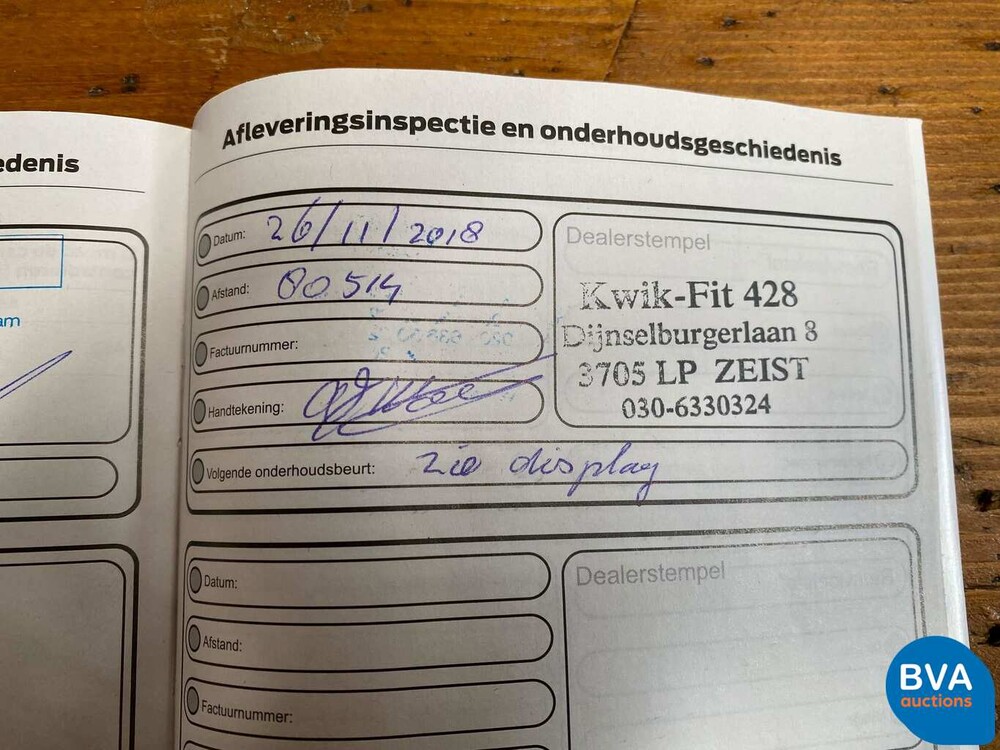 edenis
am
Afleveringsinspectie en onderhoudsgeschiedenis
Datum: 26/11/2018
Afstand: 80514
Factuurnummer:
Handtekening:
Volgende onderhoudsbeurt: zie display
Dealerstempel
Kwik-Fit 428
Dijnselburgerlaan 8
3705 LP ZEIST
030-6330324
Datum:
Afstand:
Factuurnummer:
Dealerstempel
BVA
auctions